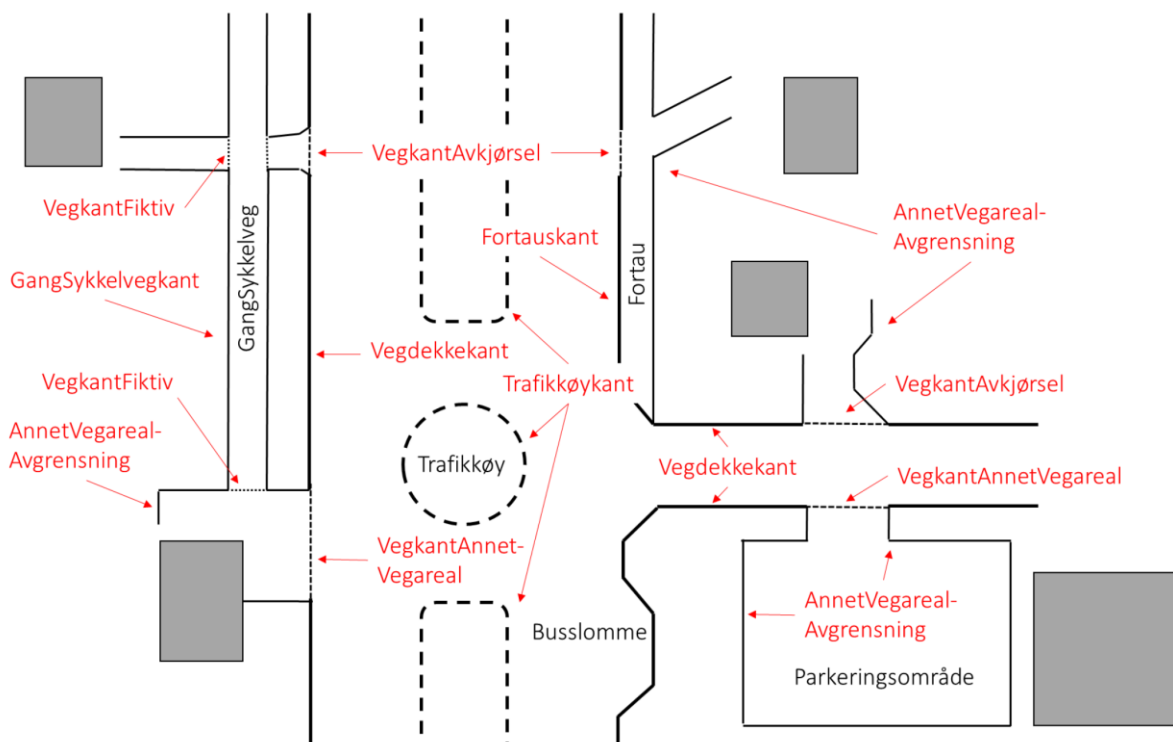 VegkantAvkjørsel
VegkantFiktiv
AnnetVegareal-
Avgrensning
Fortauskant
GangSykkelveg
Fortau
GangSykkelvegkant
Vegdekkekant
VegkantFiktiv
Trafikkøykant
VegkantAvkjørsel
AnnetVegareal-
Avgrensning
Trafikkøy
Vegdekkekant
VegkantAnnetVegareal
VegkantAnnet-
Vegareal
AnnetVegareal-
Avgrensning
Busslomme
Parkeringsområde